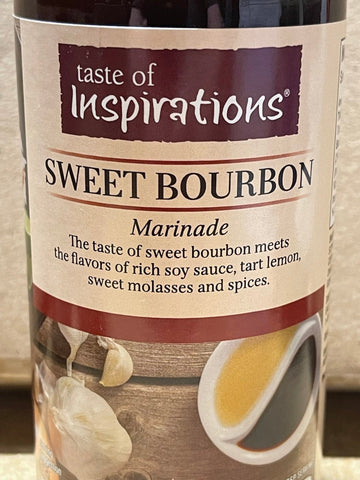 taste of
Inspirations®
SWEET BOURBON
Marinade
The taste of sweet bourbon meets
the flavors of rich soy sauce, tart lemon,
sweet molasses and spices.